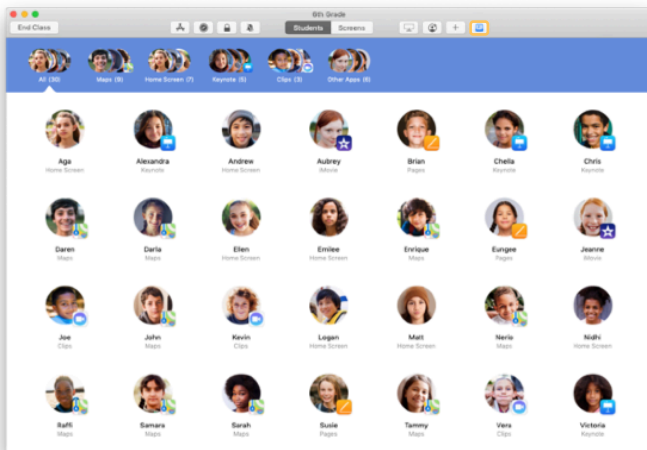 6th Grade
End Class
Students Screens
All (30) Maps (9) Home Screen (7) Keynote (5) Clips (3) Other Apps (6)
Aga Alexandra Andrew Aubrey Brian Chella Chris
Home Screen Keynote Home Screen iMovie Pages Keynote Keynote
Daren Darla Ellen Emilee Enrique Eungee Jeanne
Maps Maps Home Screen Home Screen Maps Pages iMovie
Joe John Kevin Logan Matt Nerio Nidhi
Clips Maps Clips Home Screen Home Screen Maps Home Screen
Raffi Samara Sarah Susie Tammy Vera Victoria
Maps Maps Maps Pages Maps Clips Keynote